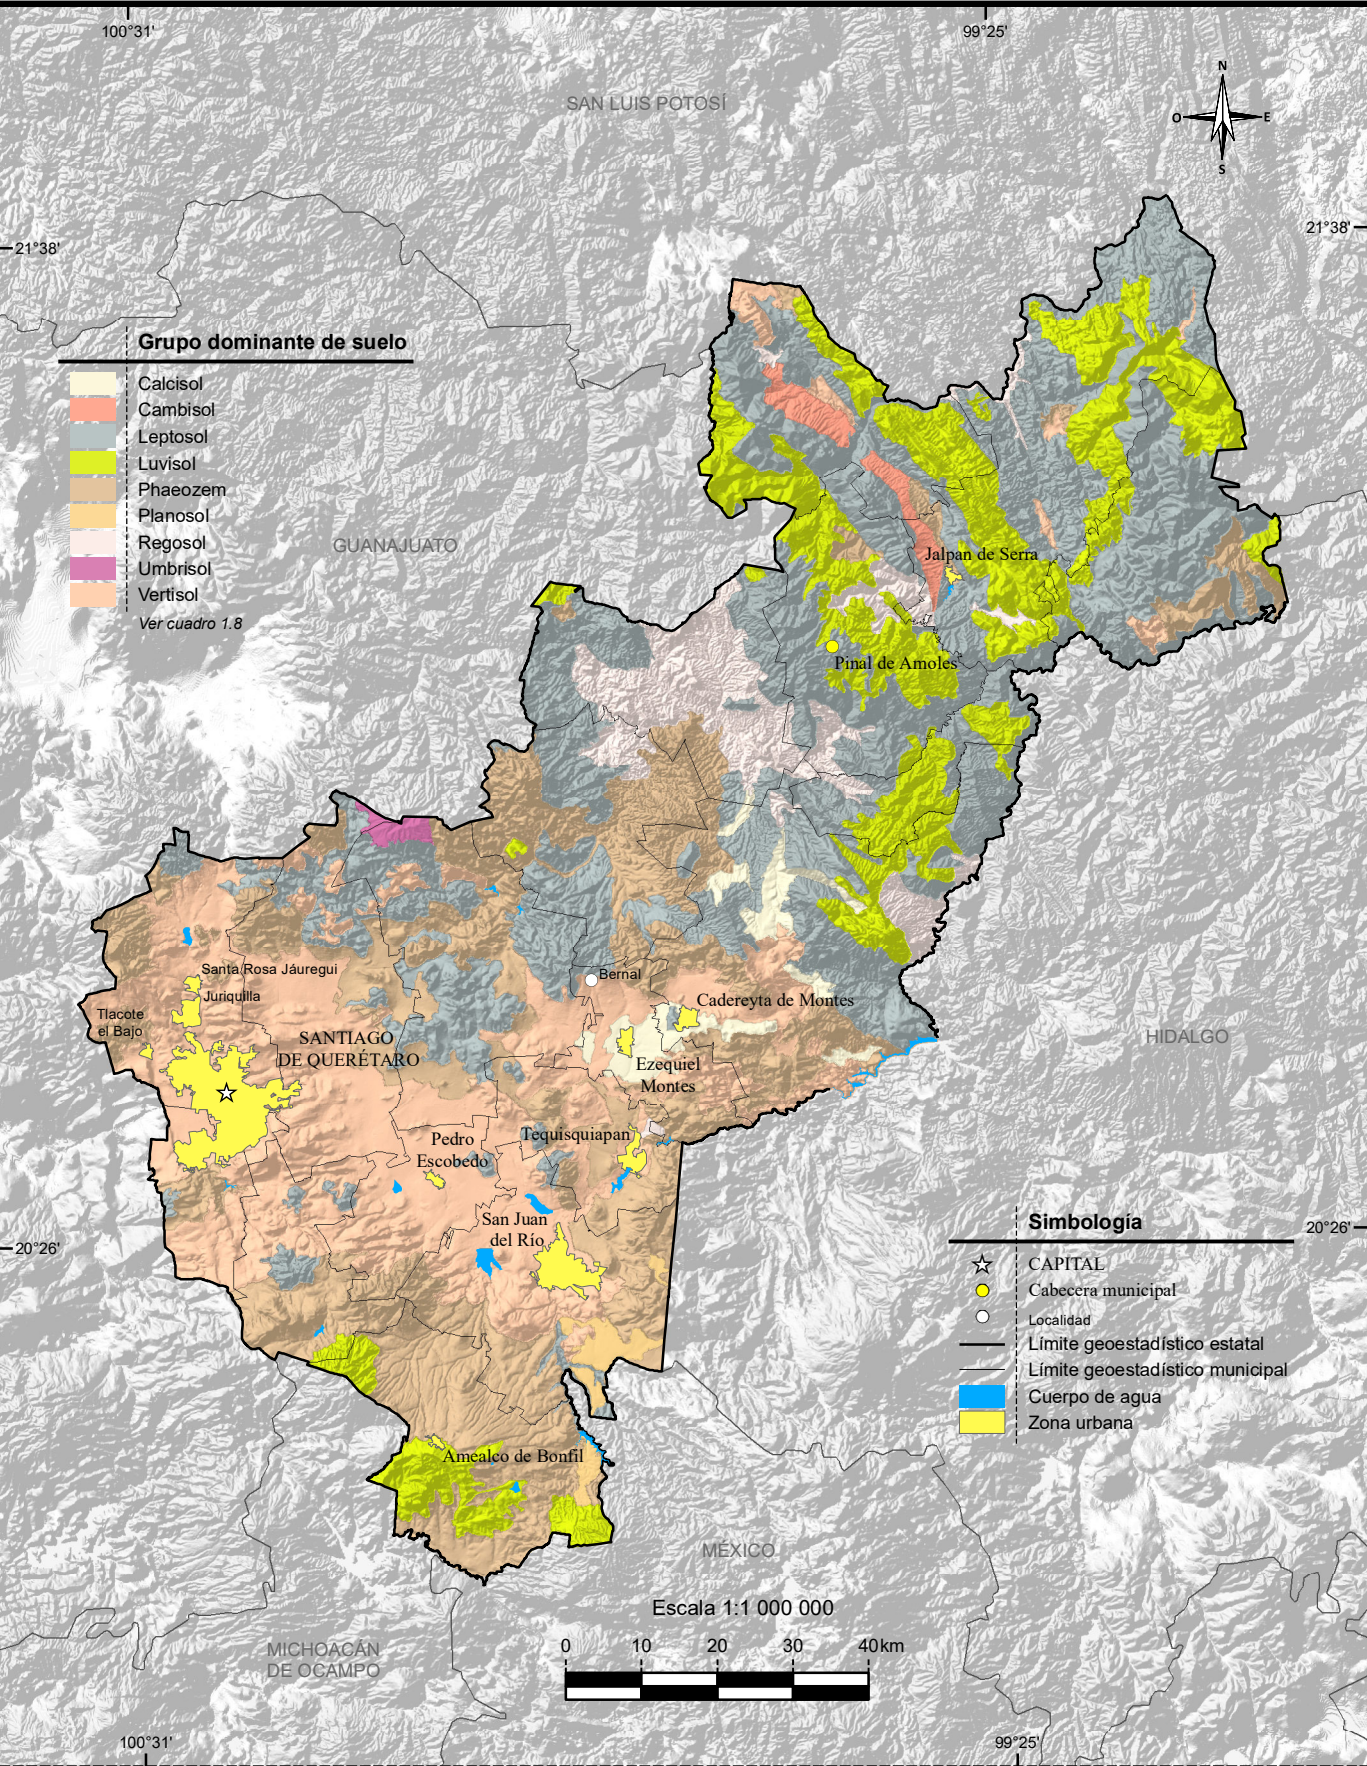 100°31'
99°25'
N
O
E
S
SAN LUIS POTOSÍ
21°38'
21°38'
Grupo dominante de suelo
Calcisol
Cambisol
Leptosol
Luvisol
Phaeozem
Planosol
Regosol
Umbrisol
Vertisol
Ver cuadro 1.8
GUANAJUATO
Jalpan de Serra
Pinal de Amoles
Santa Rosa Jáuregui
Juriquilla
Tlacote
el Bajo
SANTIAGO
DE QUERÉTARO
Bernal
Cadereyta de Montes
Ezequiel
Montes
HIDALGO
Pedro
Escobedo
Tequisquiapan
San Juan
del Río
20°26'
20°26'
Simbología
CAPITAL
Cabecera municipal
Localidad
Límite geoestadístico estatal
Límite geoestadístico municipal
Cuerpo de agua
Zona urbana
Amealco de Bonfil
MÉXICO
MICHOACÁN
DE OCAMPO
Escala 1:1 000 000
0 10 20 30 40 km
100°31'
99°25'